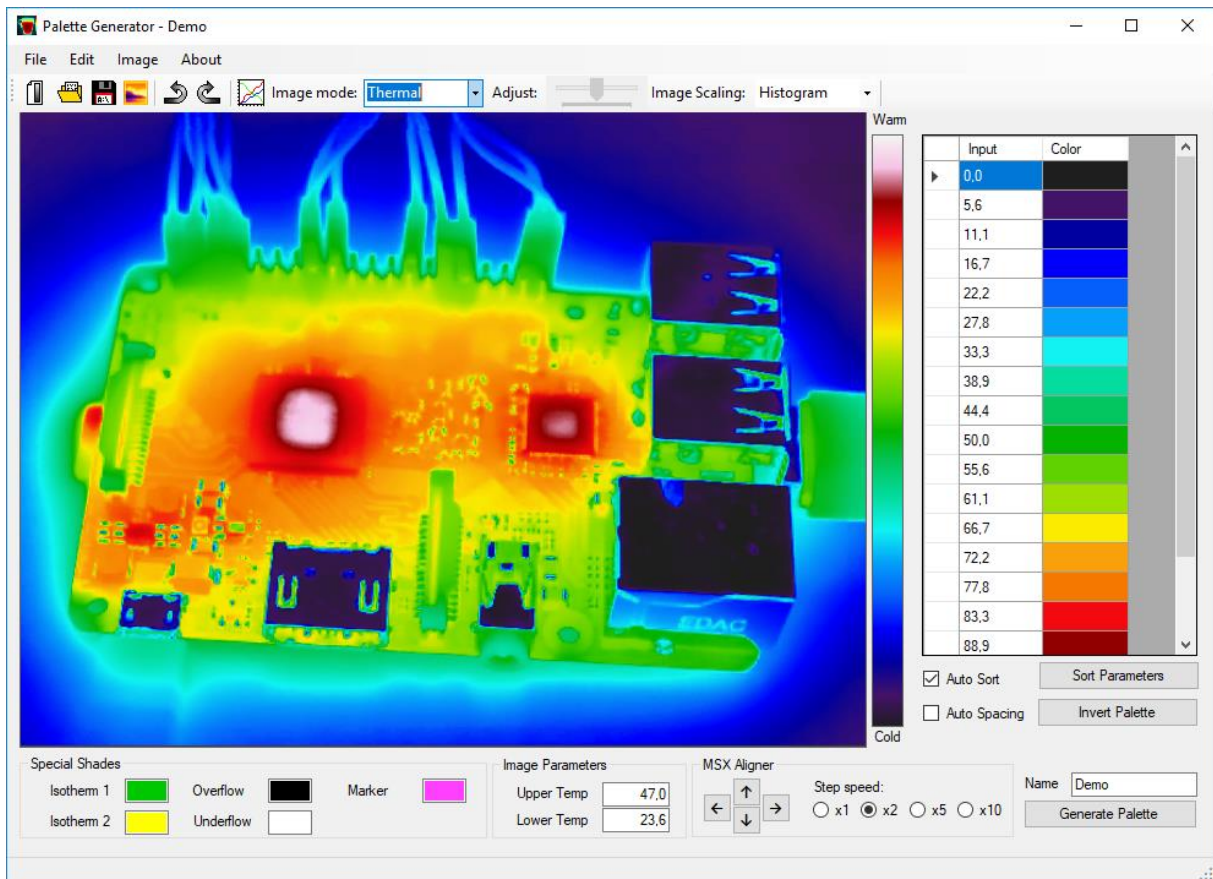 Palette Generator - Demo
File Edit Image About
Image mode: Thermal Adjust: Image Scaling: Histogram
Warm
Input Color
0,0
5,6
11,1
16,7
22,2
27,8
33,3
38,9
44,4
50,0
55,6
61,1
66,7
72,2
77,8
83,3
88,9
EDAC
Cold
Auto Sort Sort Parameters
Auto Spacing Invert Palette
Special Shades
Isotherm 1 Overflow Marker
Isotherm 2 Underflow
Image Parameters
Upper Temp 47,0
Lower Temp 23,6
MSX Aligner
Step speed:
x1 x2 x5 x10
Name Demo
Generate Palette